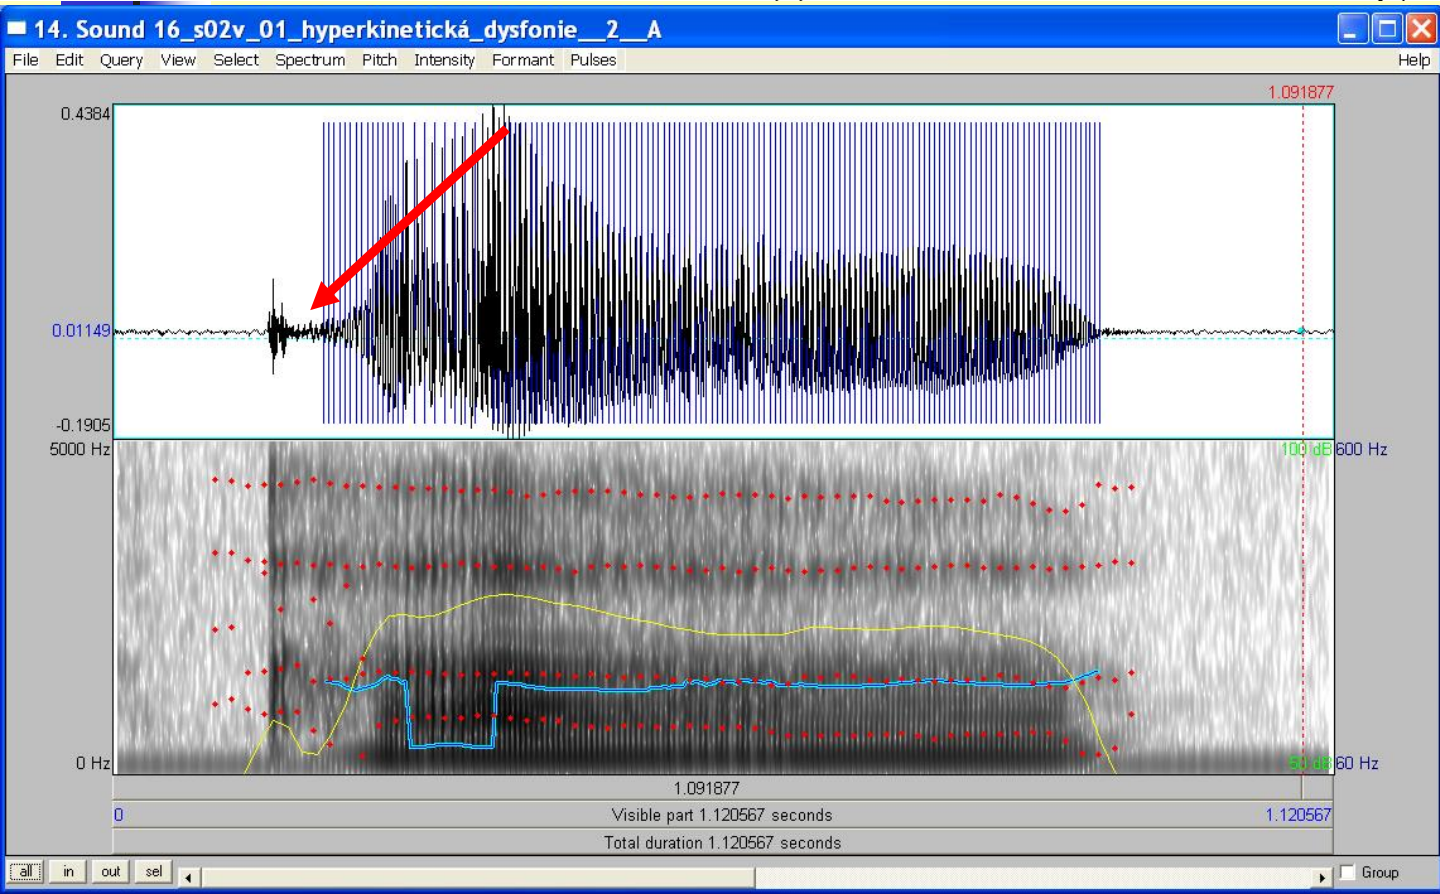 14. Sound 16_s02v_01_hyperkinetická_dysfonie__2__A
File Edit Query View Select Spectrum Pitch Intensity Formant Pulses Help
1.091877
0.4384
0.01149
-0.1905
5000 Hz 100 dB 600 Hz
0 Hz 50 dB 60 Hz
1.091877
0 Visible part 1.120567 seconds 1.120567
Total duration 1.120567 seconds
all in out sel Group